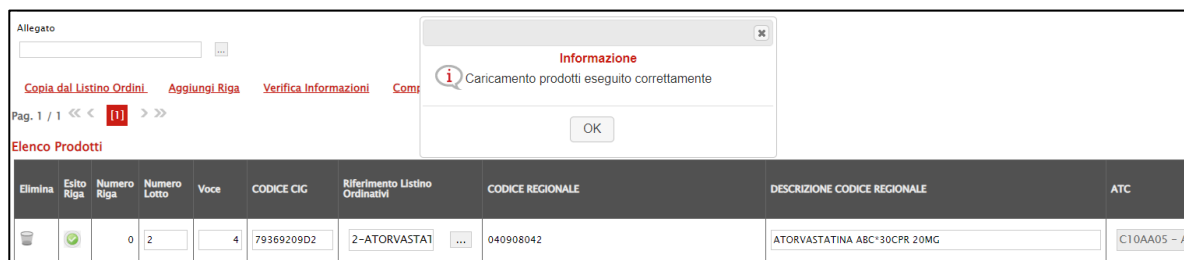 Allegato
...
Informazione
Caricamento prodotti eseguito correttamente
OK
Copia dal Listino Ordini Aggiungi Riga Verifica Informazioni
Pag. 1 / 1 << < [1] > >>
Elenco Prodotti
Elimina Esito Riga Numero Riga Numero Lotto Voce CODICE CIG Riferimento Listino Ordinativi CODICE REGIONALE DESCRIZIONE CODICE REGIONALE ATC
0 2 4 79369209D2 2-ATORVASTAT ... 040908042 ATORVASTATINA ABC*30CPR 20MG C10AA05 -